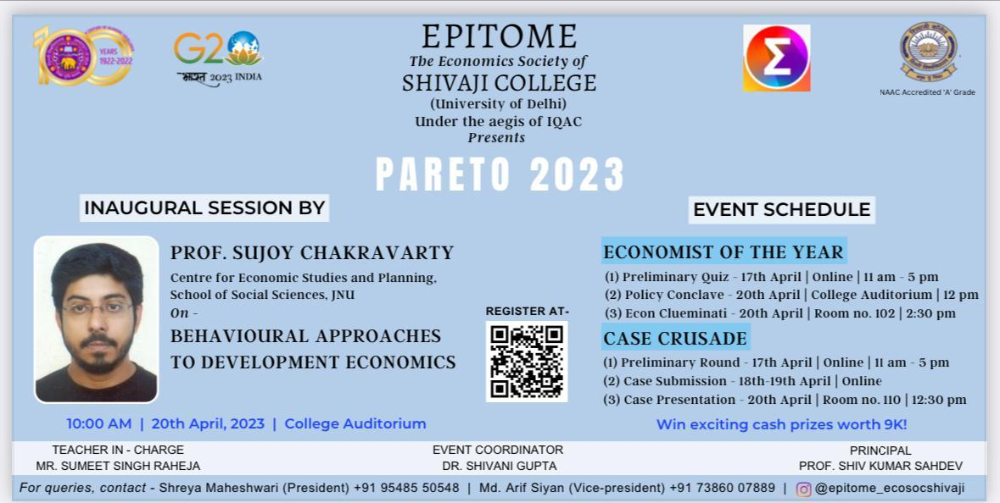 100 YEARS
1922-2022
G20
भारत 2023 INDIA
EPITOME
The Economics Society of
SHIVAJI COLLEGE
(University of Delhi)
Under the aegis of IQAC
Presents
Σ
NAAC Accredited 'A' Grade
PARETO 2023
INAUGURAL SESSION BY
PROF. SUJOY CHAKRAVARTY
Centre for Economic Studies and Planning,
School of Social Sciences, JNU
On -
BEHAVIOURAL APPROACHES
TO DEVELOPMENT ECONOMICS
10:00 AM | 20th April, 2023 | College Auditorium
REGISTER AT-
EVENT SCHEDULE
ECONOMIST OF THE YEAR
(1) Preliminary Quiz - 17th April | Online | 11 am - 5 pm
(2) Policy Conclave - 20th April | College Auditorium | 12 pm
(3) Econ Clueminati - 20th April | Room no. 102 | 2:30 pm
CASE CRUSADE
(1) Preliminary Round - 17th April | Online | 11 am - 5 pm
(2) Case Submission - 18th-19th April | Online
(3) Case Presentation - 20th April | Room no. 110 | 12:30 pm
Win exciting cash prizes worth 9K!
TEACHER IN - CHARGE
MR. SUMEET SINGH RAHEJA
EVENT COORDINATOR
DR. SHIVANI GUPTA
PRINCIPAL
PROF. SHIV KUMAR SAHDEV
For queries, contact - Shreya Maheshwari (President) +91 95485 50548 | Md. Arif Siyan (Vice-president) +91 73860 07889 | @epitome_ecosocshivaji